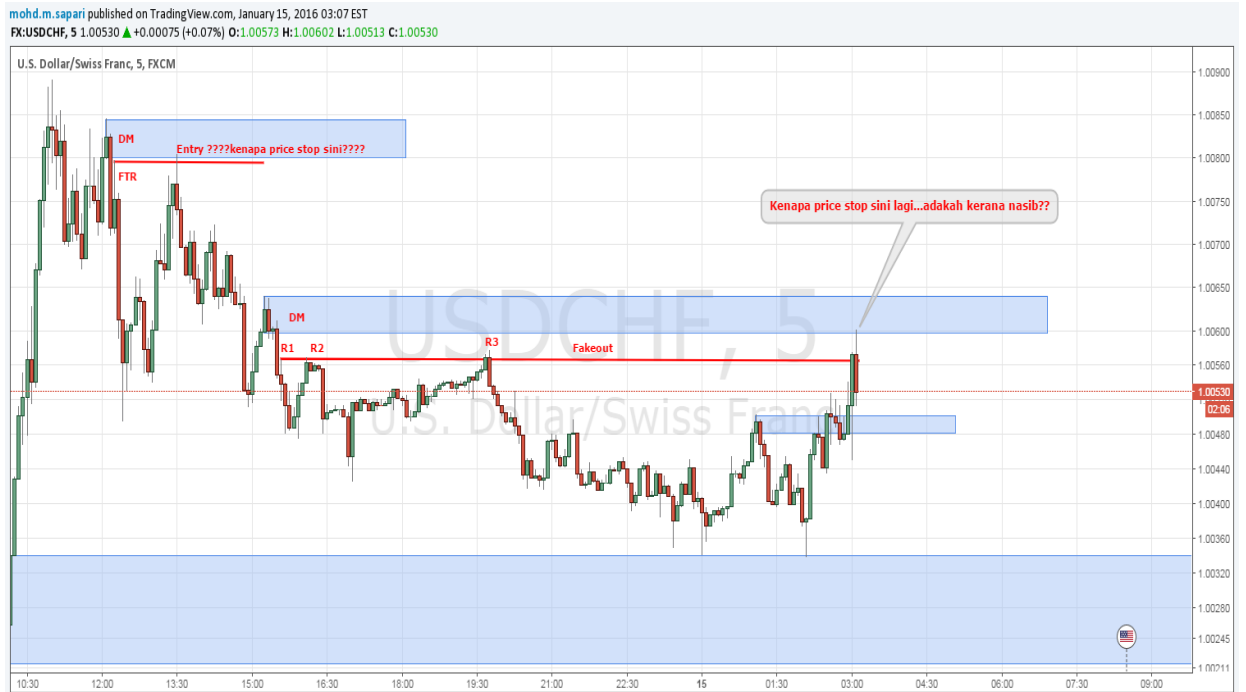 mohd.m.sapari published on TradingView.com, January 15, 2016 03:07 EST
FX:USDCHF, 5 1.00530 ▲ +0.00075 (+0.07%) O:1.00573 H:1.00602 L:1.00513 C:1.00530
U.S. Dollar/Swiss Franc, 5, FXCM
1.00900
1.00850
DM
Entry ????kenapa price stop sini????
1.00800
FTR
1.00750
Kenapa price stop sini lagi...adakah kerana nasib??
1.00700
1.00650
DM
USDCHF, 5
1.00600
R1 R2
R3
Fakeout
1.00560
1.00530
02:06
U.S. Dollar/Swiss Franc
1.00480
1.00440
1.00400
1.00360
1.00320
1.00280
1.00245
1.00211
10:30 12:00 13:30 15:00 16:30 18:00 19:30 21:00 22:30 15 01:30 03:00 04:30 06:00 07:30 09:00